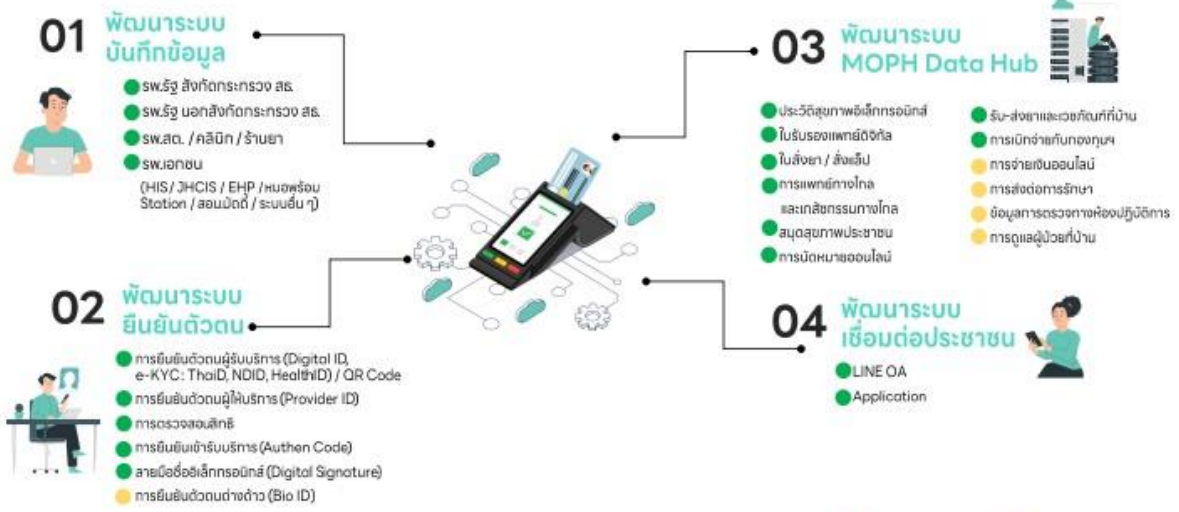 01
พัฒนาระบบ
บันทึกข้อมูล
รพ.รัฐ สังกัดกระทรวง สธ.
รพ.รัฐ นอกสังกัดกระทรวง สธ.
รพ.สต. / คลินิก / ร้านยา
รพ.เอกชน
(HIS/ JHCIS / EHP /หมอพร้อม
Station / สอน.บัดดี้ / ระบบอื่น ๆ)
02
พัฒนาระบบ
ยืนยันตัวตน
การยืนยันตัวตนผู้รับบริการ (Digital ID,
e-KYC: ThaiD, NDID, HealthID) / QR Code
การยืนยันตัวตนผู้ให้บริการ (Provider ID)
การตรวจสอบสิทธิ
การยืนยันเข้ารับบริการ (Authen Code)
ลายมือชื่ออิเล็กทรอนิกส์ (Digital Signature)
การยืนยันตัวตนต่างด้าว (Bio ID)
03
พัฒนาระบบ
MOPH Data Hub
ประวัติสุขภาพอิเล็กทรอนิกส์
ใบรับรองแพทย์ดิจิทัล
ใบสั่งยา / สั่งแล็ป
การแพทย์ทางไกล
และเภสัชกรรมทางไกล
สมุดสุขภาพประชาชน
การนัดหมายออนไลน์
รับ-ส่งยาและเวชภัณฑ์ที่บ้าน
การเบิกจ่ายกับกองทุนฯ
การจ่ายเงินออนไลน์
การส่งต่อการรักษา
ข้อมูลการตรวจทางห้องปฏิบัติการ
การดูแลผู้ป่วยที่บ้าน
04
พัฒนาระบบ
เชื่อมต่อประชาชน
LINE OA
Application